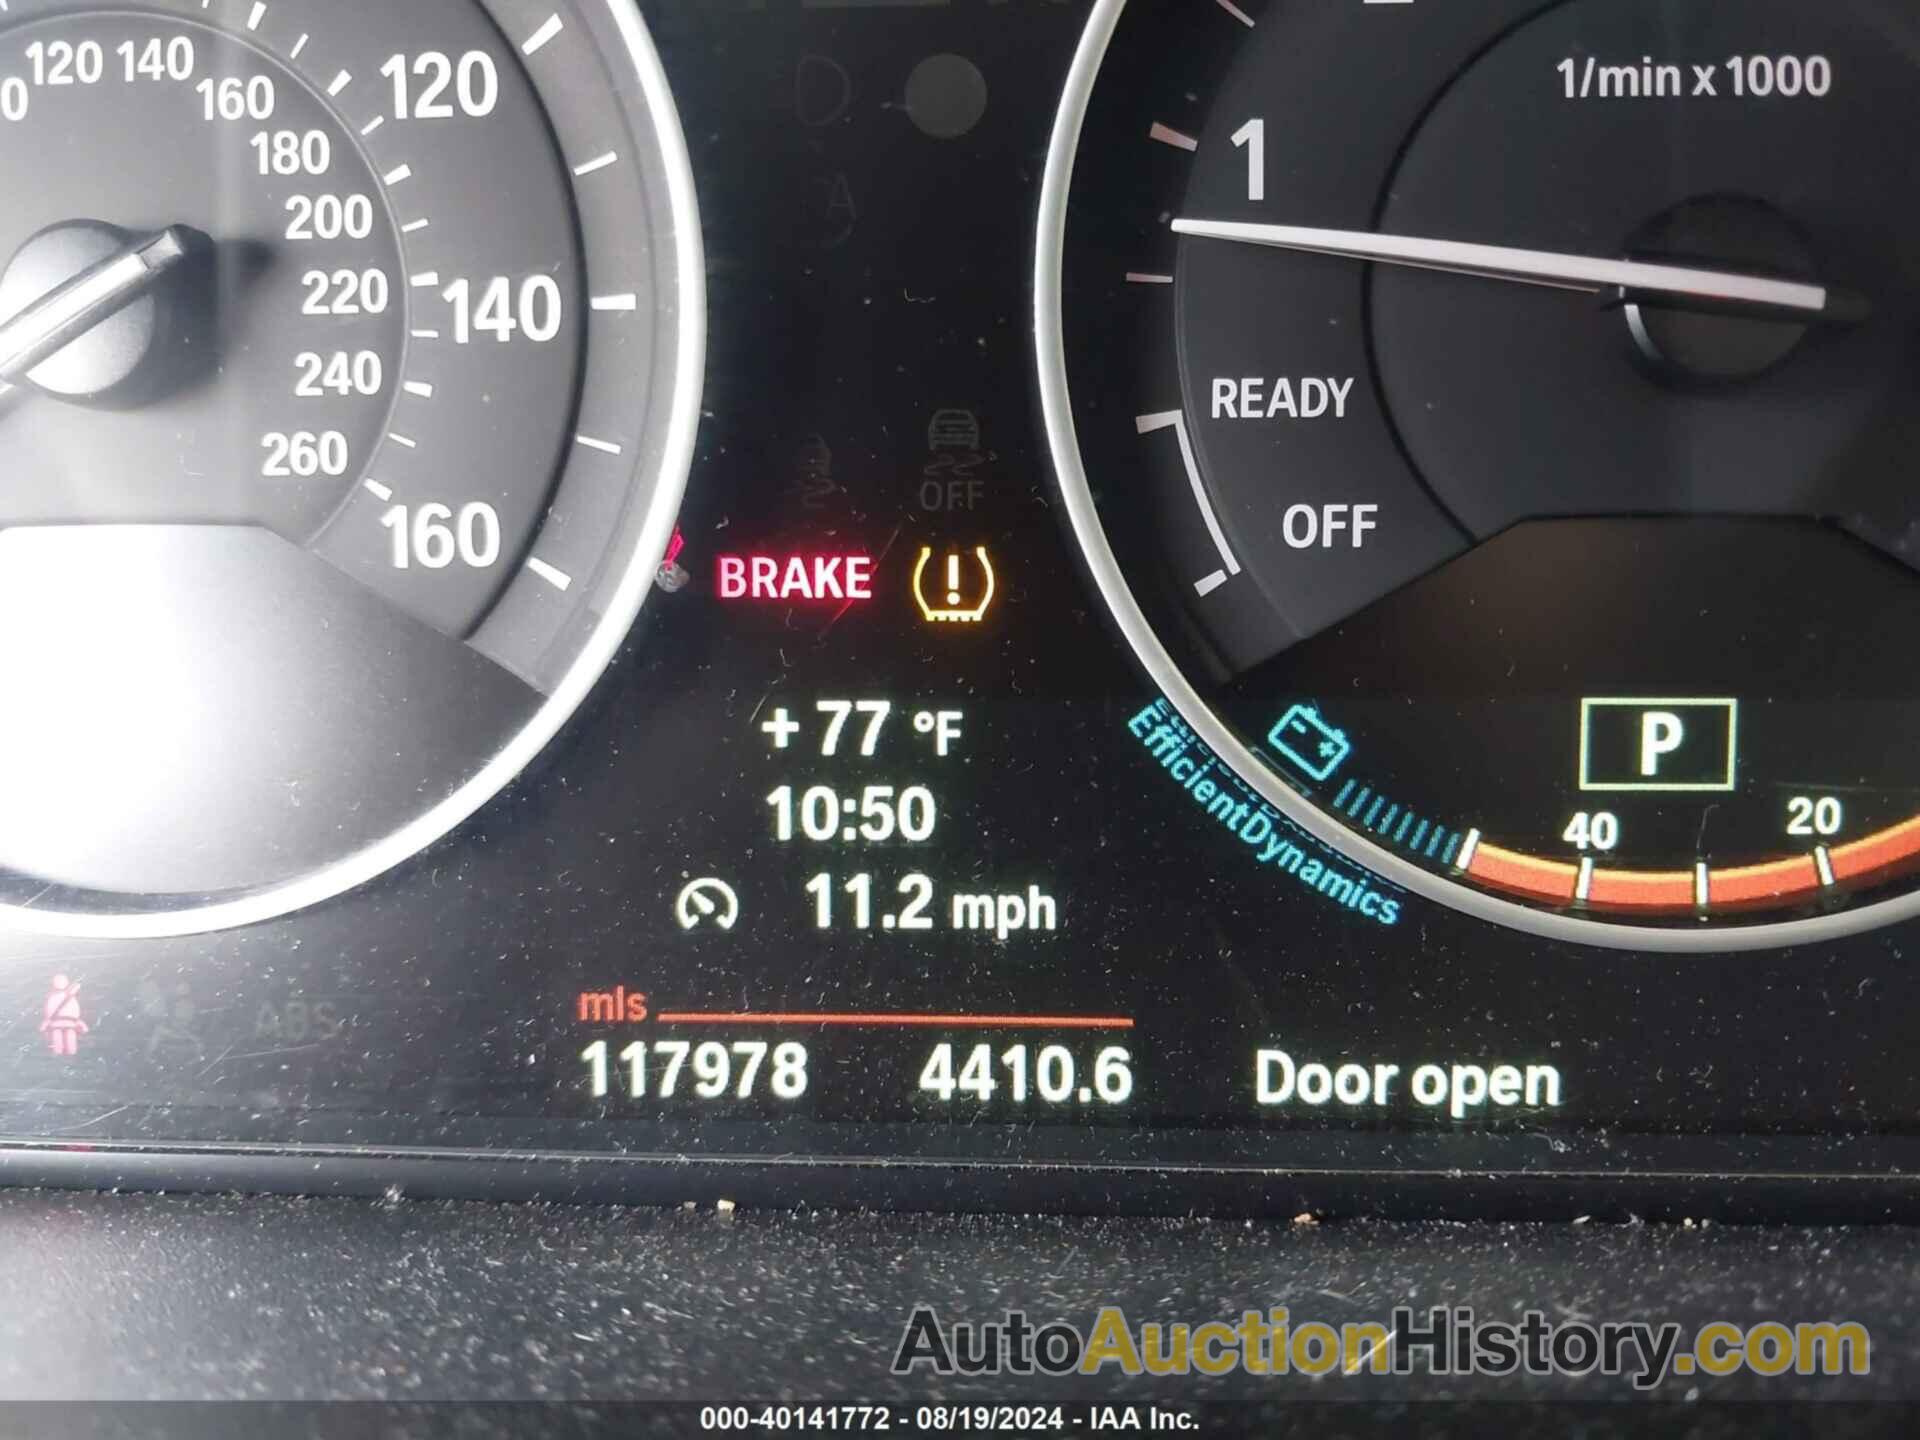 120 140
160
180
200
220
240
260
120
140
160
1/min x 1000
1
READY
OFF
OFF
BRAKE
+ 77 °F
10:50
11.2 mph
EfficientDynamics
P
40 20
ABS
mls
117978 4410.6 Door open
AutoAuctionHistory.com
000-40141772 - 08/19/2024 - IAA Inc.